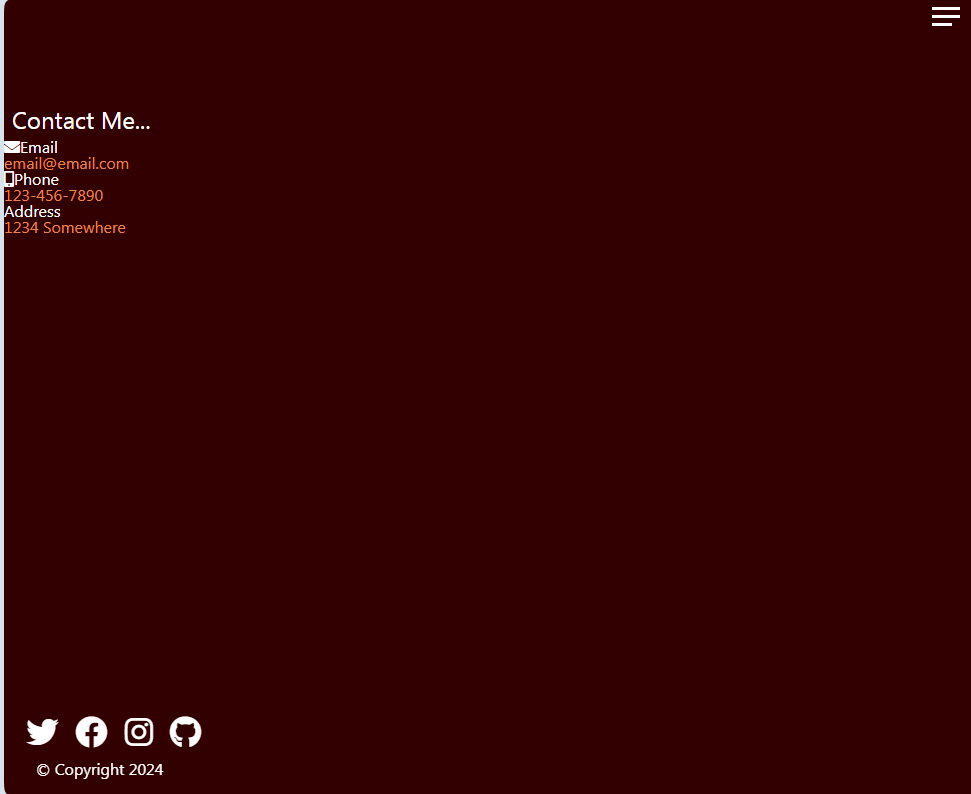 Contact Me...
Email
email@email.com
Phone
123-456-7890
Address
1234 Somewhere
© Copyright 2024